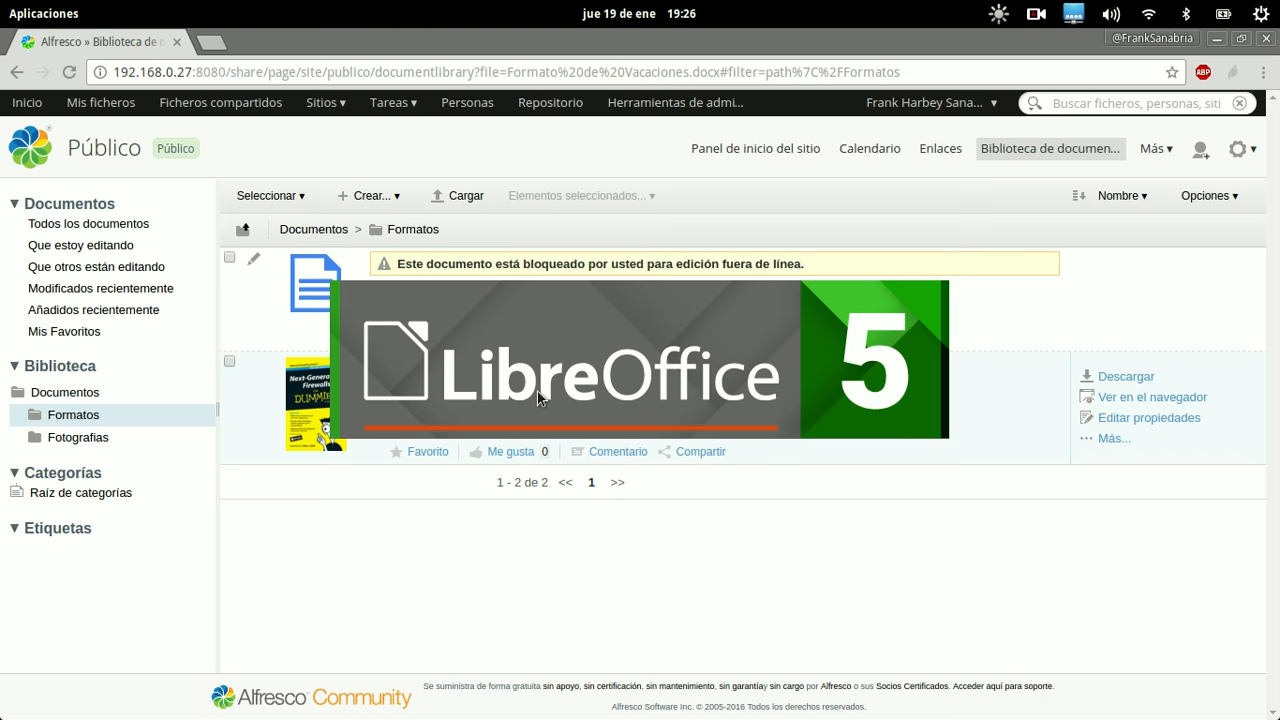 Aplicaciones
jue 19 de ene 19:26
Alfresco » Biblioteca de d
@FrankSanabria
192.168.0.27:8080/share/page/site/publico/documentlibrary?file=Formato%20de%20Vacaciones.docx#filter=path%7C%2FFormatos
ABP
Inicio Mis ficheros Ficheros compartidos Sitios ▾ Tareas ▾ Personas Repositorio Herramientas de admi... Frank Harbey Sana... ▾ Buscar ficheros, personas, siti
Público Público
Panel de inicio del sitio Calendario Enlaces Biblioteca de documen... Más ▾
Documentos
Todos los documentos
Que estoy editando
Que otros están editando
Modificados recientemente
Añadidos recientemente
Mis Favoritos
Biblioteca
Documentos
Formatos
Fotografias
Categorías
Raíz de categorías
Etiquetas
Seleccionar ▾ Crear... ▾ Cargar Elementos seleccionados... ▾ Nombre ▾ Opciones ▾
Documentos > Formatos
Este documento está bloqueado por usted para edición fuera de línea.
LibreOffice 5
Next-Generation
Firewalls
DUMMIES
Descargar
Ver en el navegador
Editar propiedades
Más...
Favorito Me gusta 0 Comentario Compartir
1 - 2 de 2 << 1 >>
Alfresco Community
Se suministra de forma gratuita sin apoyo, sin certificación, sin mantenimiento, sin garantíay sin cargo por Alfresco o sus Socios Certificados. Acceder aquí para soporte.
Alfresco Software Inc. © 2005-2016 Todos los derechos reservados.